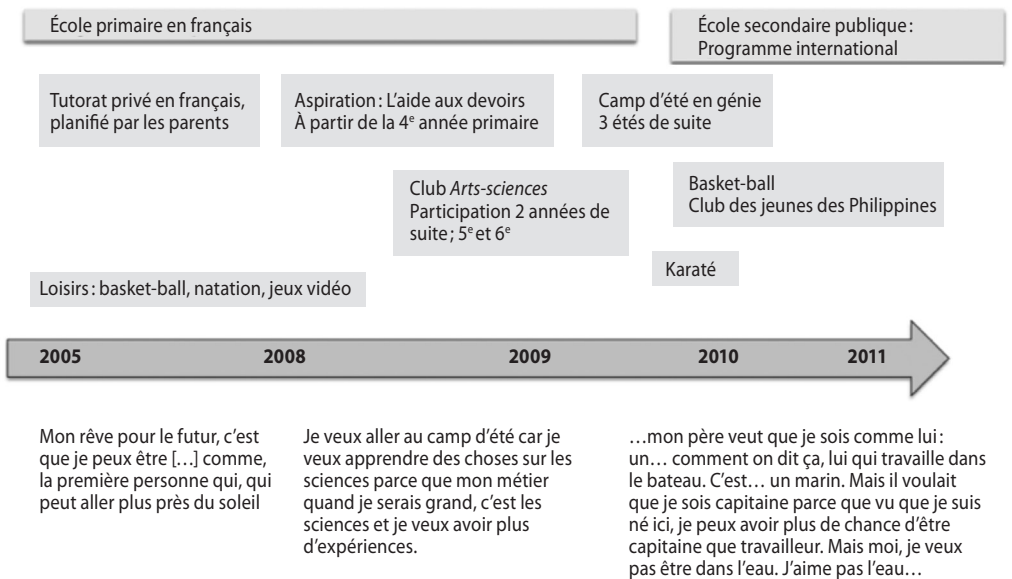 École primaire en français
École secondaire publique :
Programme international
Tutorat privé en français,
planifié par les parents
Aspiration : L'aide aux devoirs
À partir de la 4e année primaire
Camp d'été en génie
3 étés de suite
Club Arts-sciences
Participation 2 années de
suite ; 5e et 6e
Basket-ball
Club des jeunes des Philippines
Karaté
Loisirs : basket-ball, natation, jeux vidéo
2005 2008 2009 2010 2011
Mon rêve pour le futur, c'est
que je peux être […] comme,
la première personne qui, qui
peut aller plus près du soleil
Je veux aller au camp d'été car je
veux apprendre des choses sur les
sciences parce que mon métier
quand je serais grand, c'est les
sciences et je veux avoir plus
d'expériences.
…mon père veut que je sois comme lui :
un… comment on dit ça, lui qui travaille dans
le bateau. C'est… un marin. Mais il voulait
que je sois capitaine parce que vu que je suis
né ici, je peux avoir plus de chance d'être
capitaine que travailleur. Mais moi, je veux
pas être dans l'eau. J'aime pas l'eau…